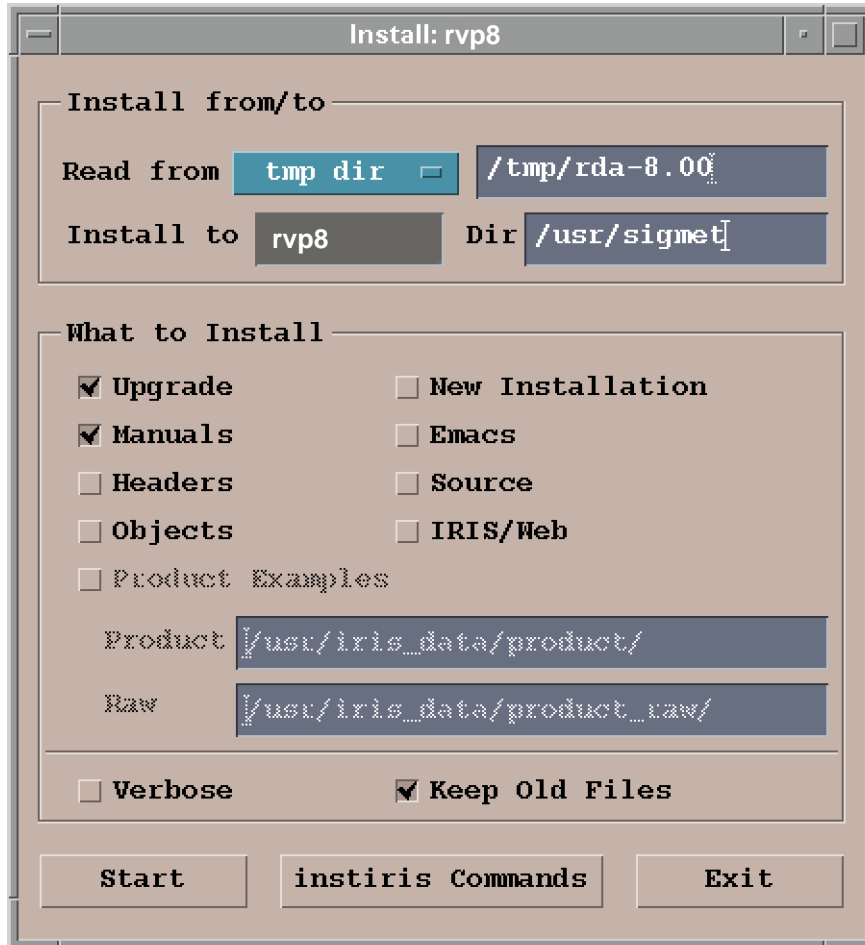 Install: rvp8
Install from/to
Read from tmp dir /tmp/rda-8.00
Install to rvp8 Dir /usr/sigmet
What to Install
Upgrade New Installation
Manuals Emacs
Headers Source
Objects IRIS/Web
Product Examples
Product /usr/iris_data/product/
Raw /usr/iris_data/product_raw/
Verbose Keep Old Files
Start instiris Commands Exit